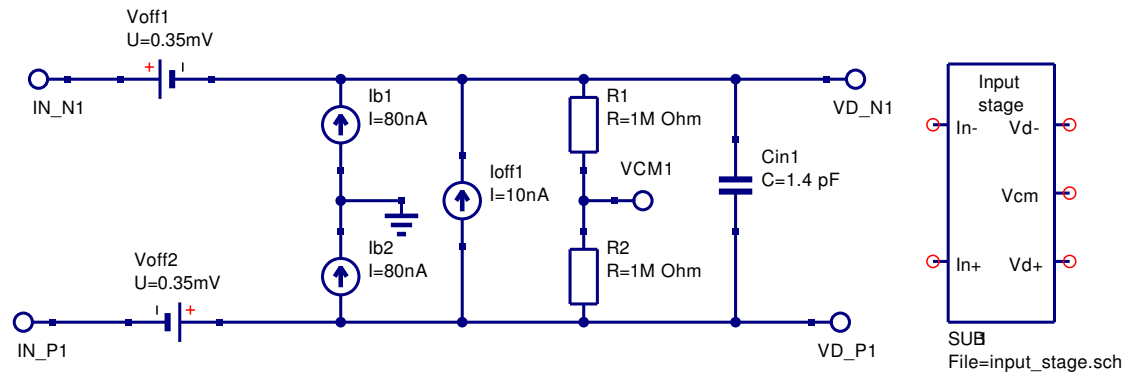 Voff1
U=0.35mV
IN_N1
Ib1
I=80nA
Ioff1
I=10nA
R1
R=1M Ohm
VCM1
Cin1
C=1.4 pF
VD_N1
Ib2
I=80nA
R2
R=1M Ohm
Voff2
U=0.35mV
IN_P1
VD_P1
Input
stage
In- Vd-
Vcm
In+ Vd+
File=input_stage.sch